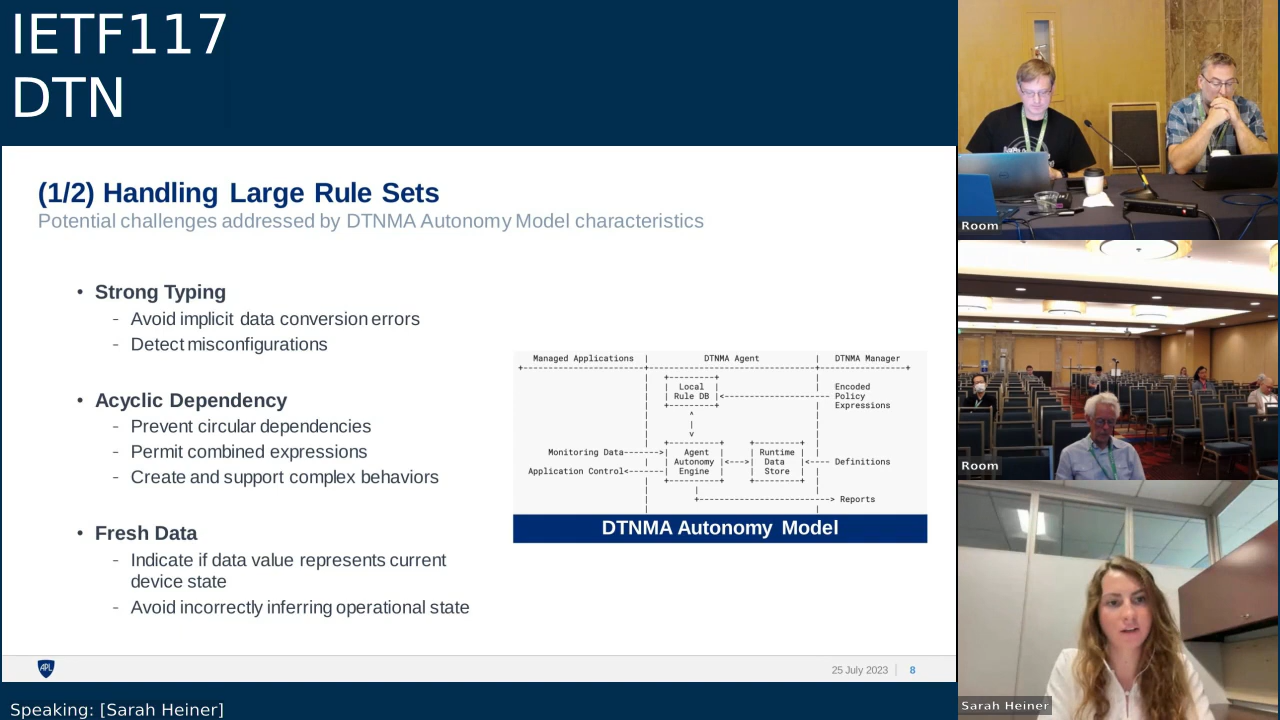 IETF117
DTN
(1/2) Handling Large Rule Sets
Potential challenges addressed by DTNMA Autonomy Model characteristics
• Strong Typing
- Avoid implicit data conversion errors
- Detect misconfigurations
• Acyclic Dependency
- Prevent circular dependencies
- Permit combined expressions
- Create and support complex behaviors
• Fresh Data
- Indicate if data value represents current
device state
- Avoid incorrectly inferring operational state
Managed Applications | DTNMA Agent | DTNMA Manager
Local
Rule DB
Encoded
Policy
Expressions
Monitoring Data
Application Control
Agent
Autonomy
Engine
Runtime
Data
Store
Definitions
Reports
DTNMA Autonomy Model
APL
25 July 2023 | 8
Speaking: [Sarah Heiner]
Room
Room
Sarah Heiner